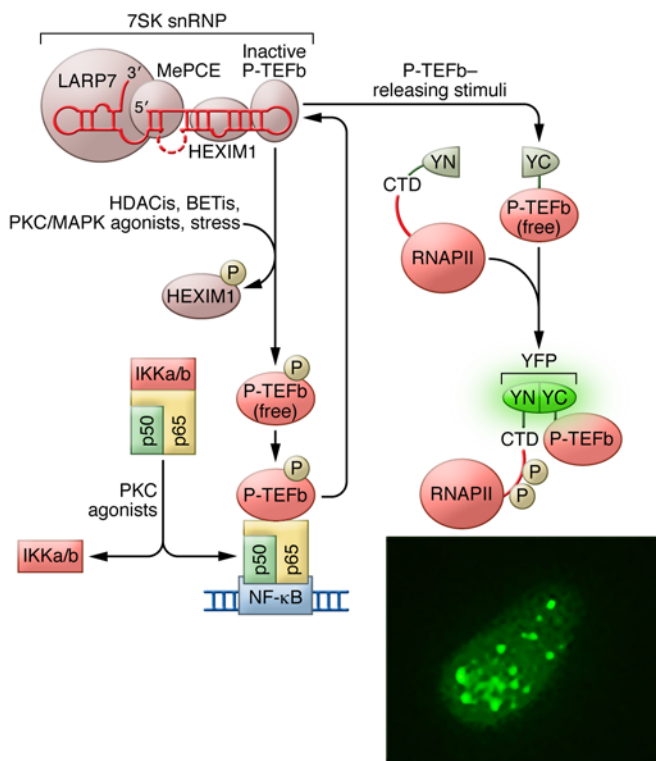 7SK snRNP
Inactive
P-TEFb
LARP7
3′
MePCE
5′
HEXIM1
P-TEFb–
releasing stimuli
YN
YC
CTD
P-TEFb
(free)
RNAPII
HDACis, BETis,
PKC/MAPK agonists, stress
P
HEXIM1
YFP
YN YC
CTD
P-TEFb
P
P
RNAPII
IKKa/b
p50
p65
P
P-TEFb
(free)
P
P-TEFb
PKC
agonists
IKKa/b
p50
p65
NF-κB